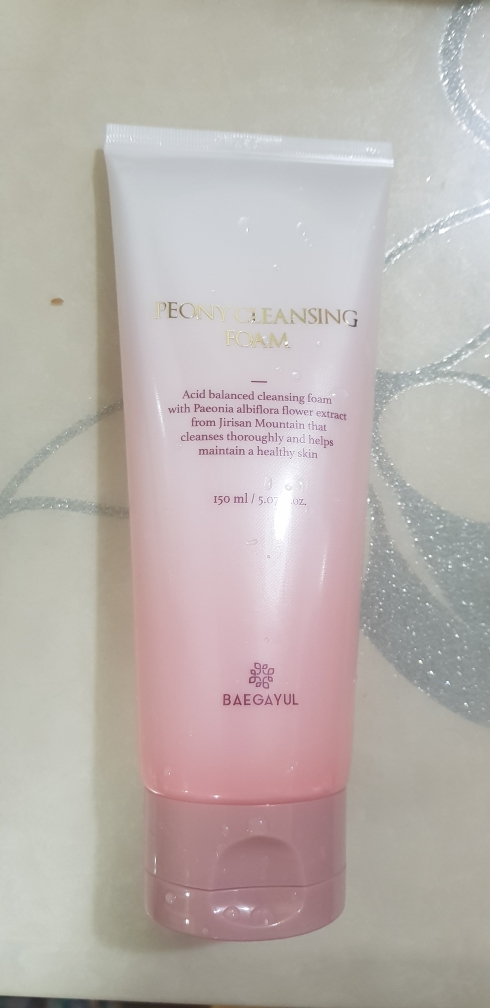 PEONY CLEANSING
FOAM
Acid balanced cleansing foam
with Paeonia albiflora flower extract
from Jirisan Mountain that
cleanses thoroughly and helps
maintain a healthy skin
150 ml / oz.
BAEGAYUL